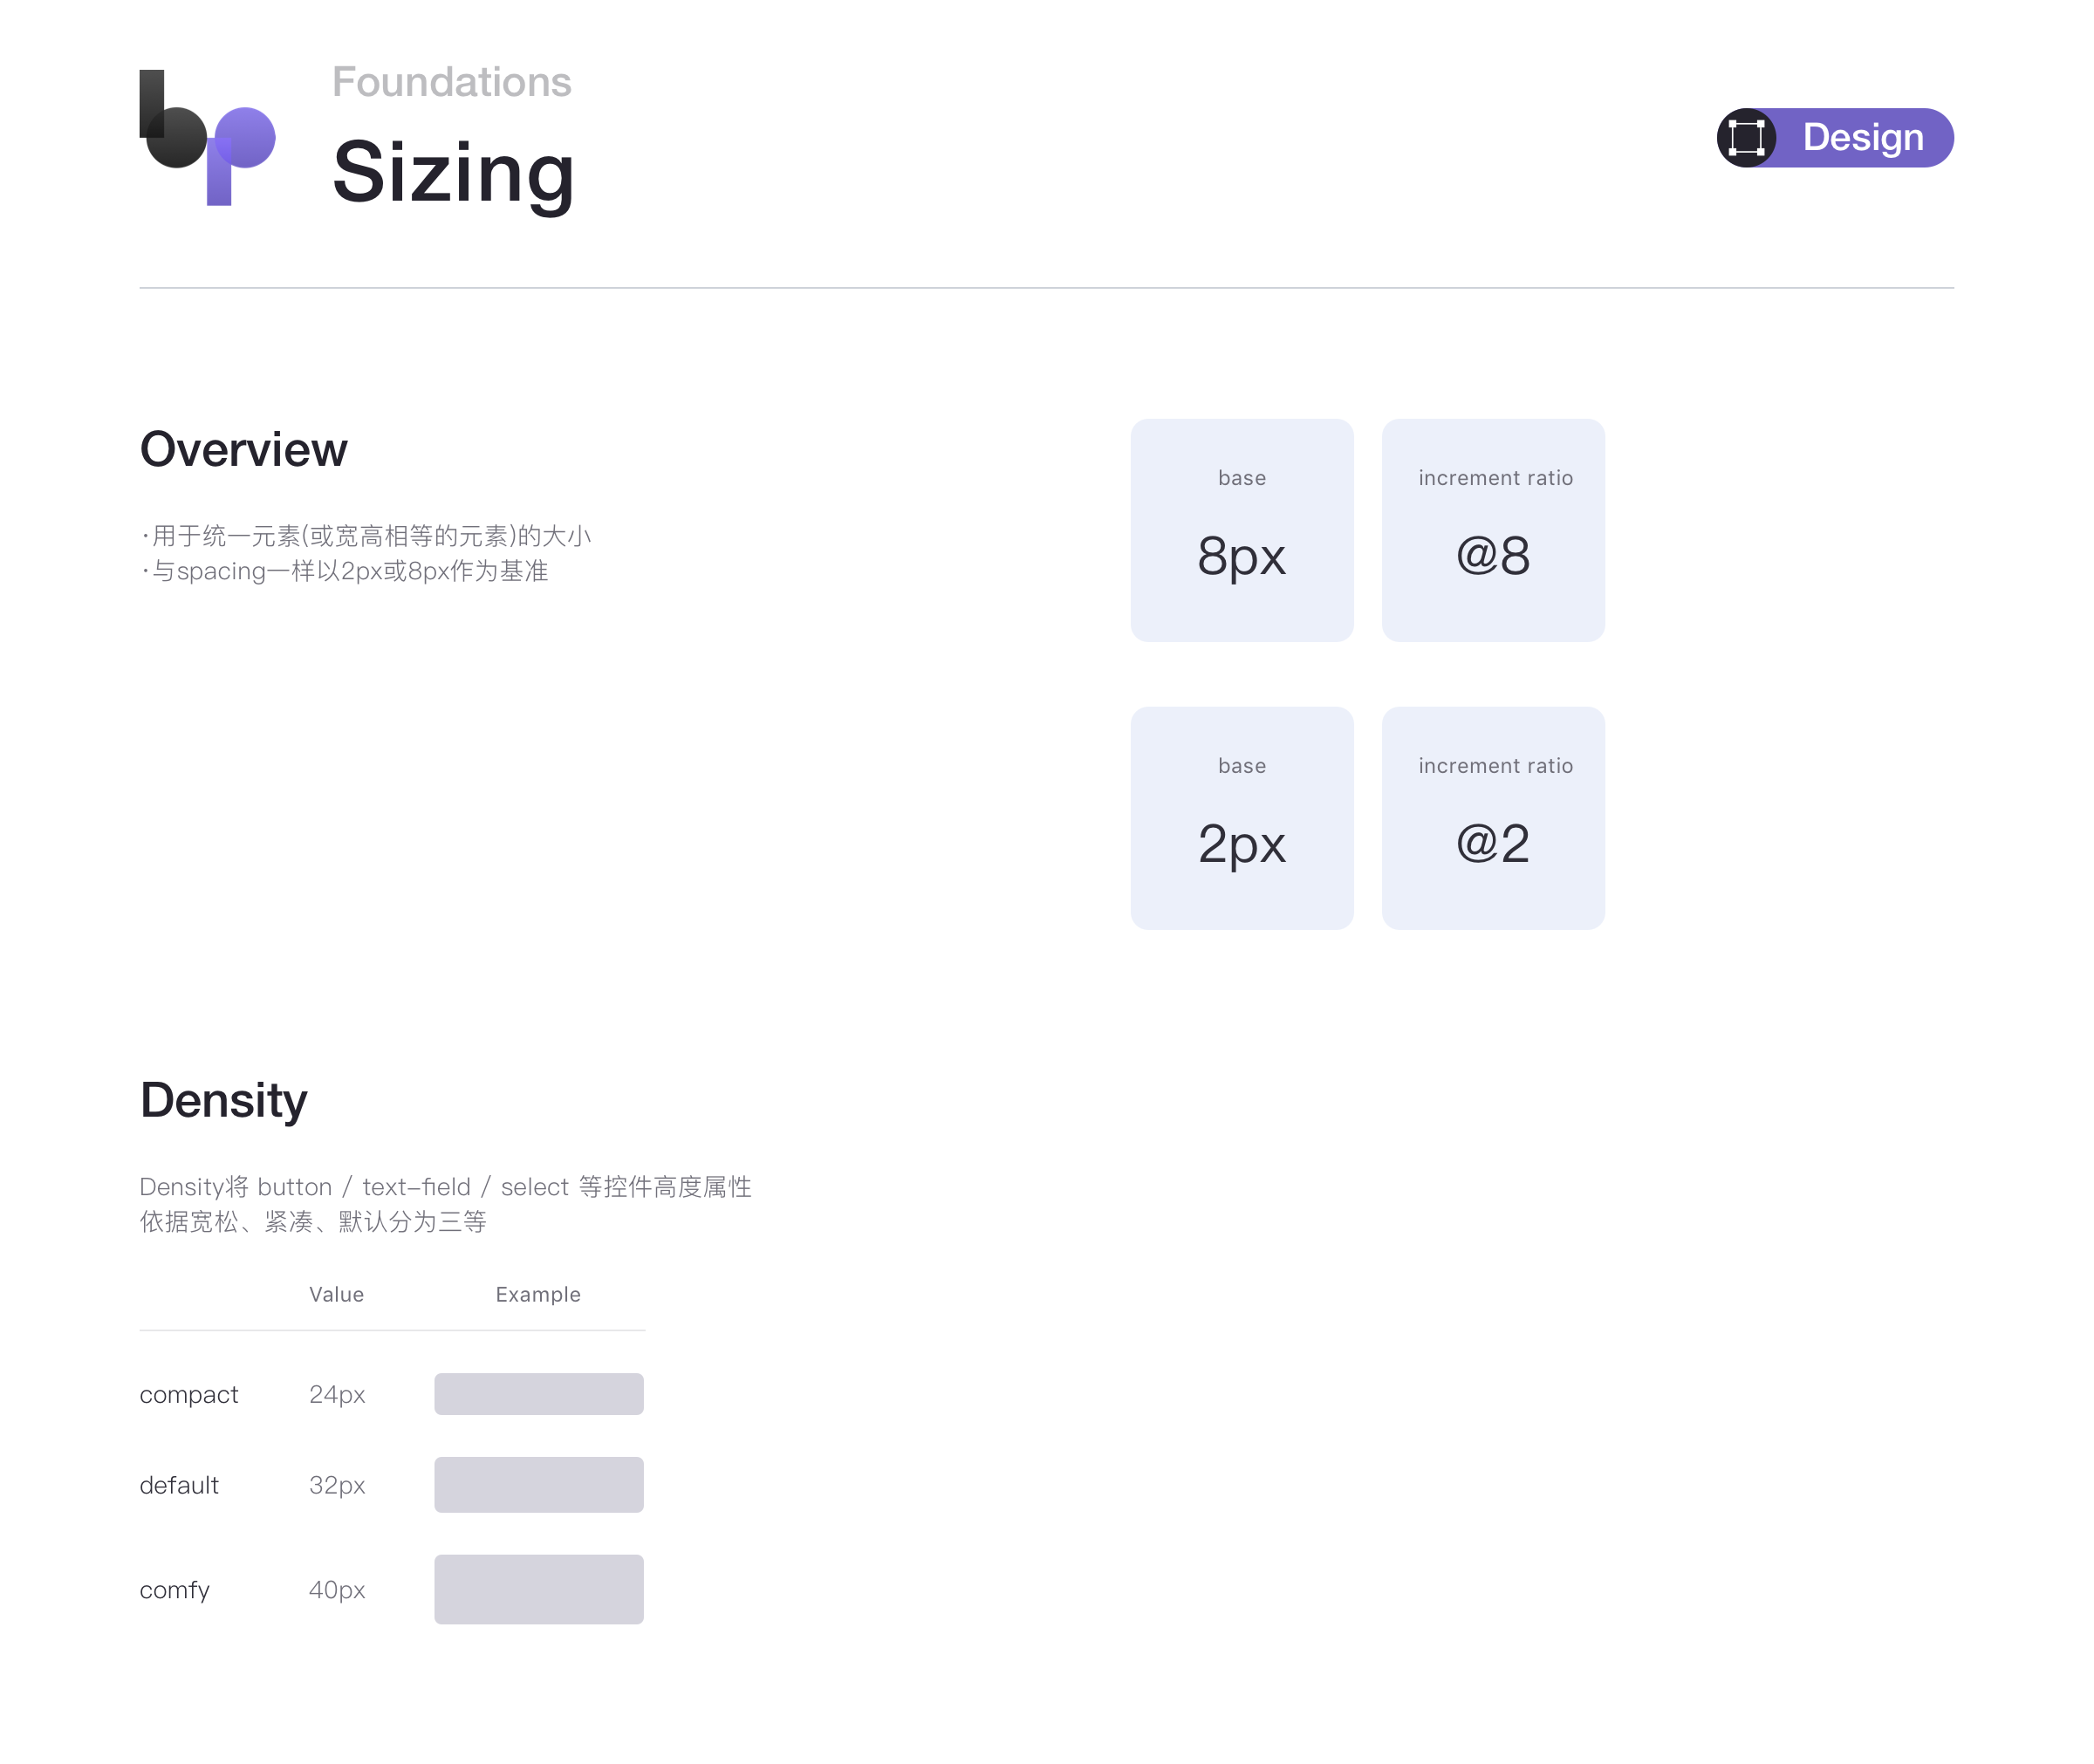 bp
Foundations
Sizing
Design
Overview
·用于统一元素(或宽高相等的元素)的大小
·与spacing一样以2px或8px作为基准
base
8px
increment ratio
@8
base
2px
increment ratio
@2
Density
Density将 button / text-field / select 等控件高度属性
依据宽松、紧凑、默认分为三等
Value Example
compact 24px
default 32px
comfy 40px